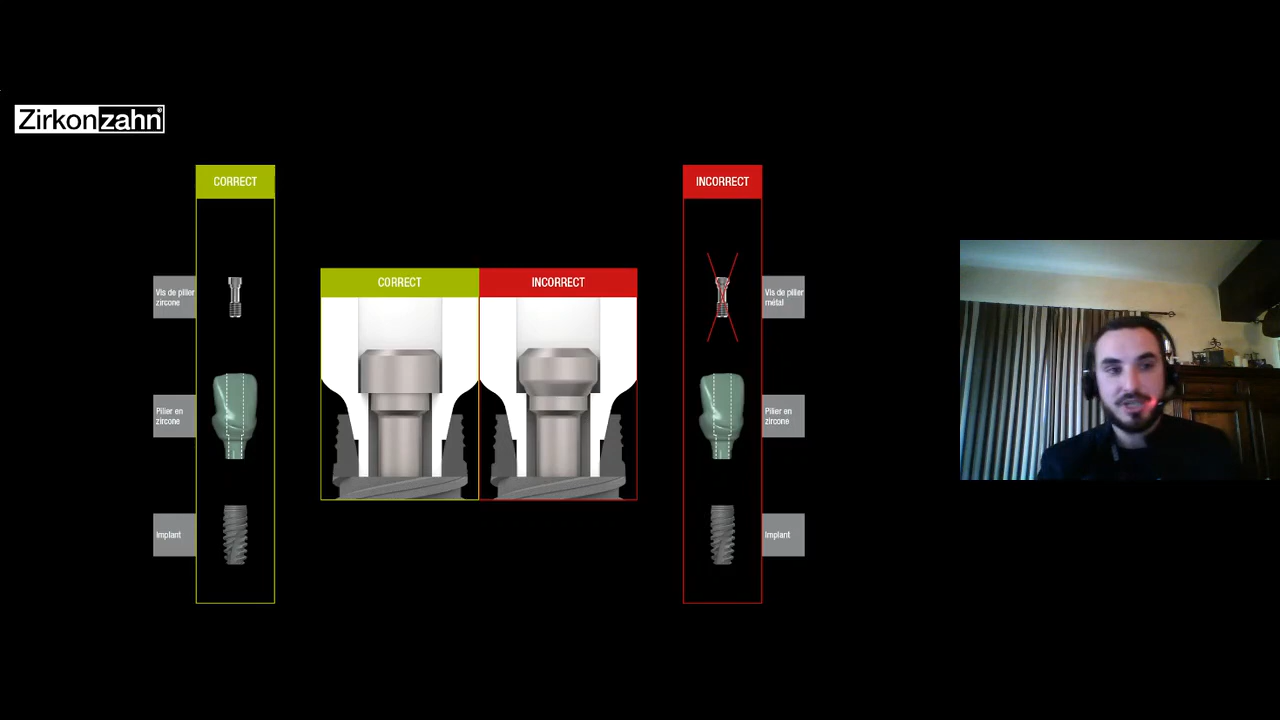 Zirkonzahn®
CORRECT
Vis de pilier
zircone
Pilier en
zircone
Implant
CORRECT
INCORRECT
INCORRECT
Vis de pilier
métal
Pilier en
zircone
Implant